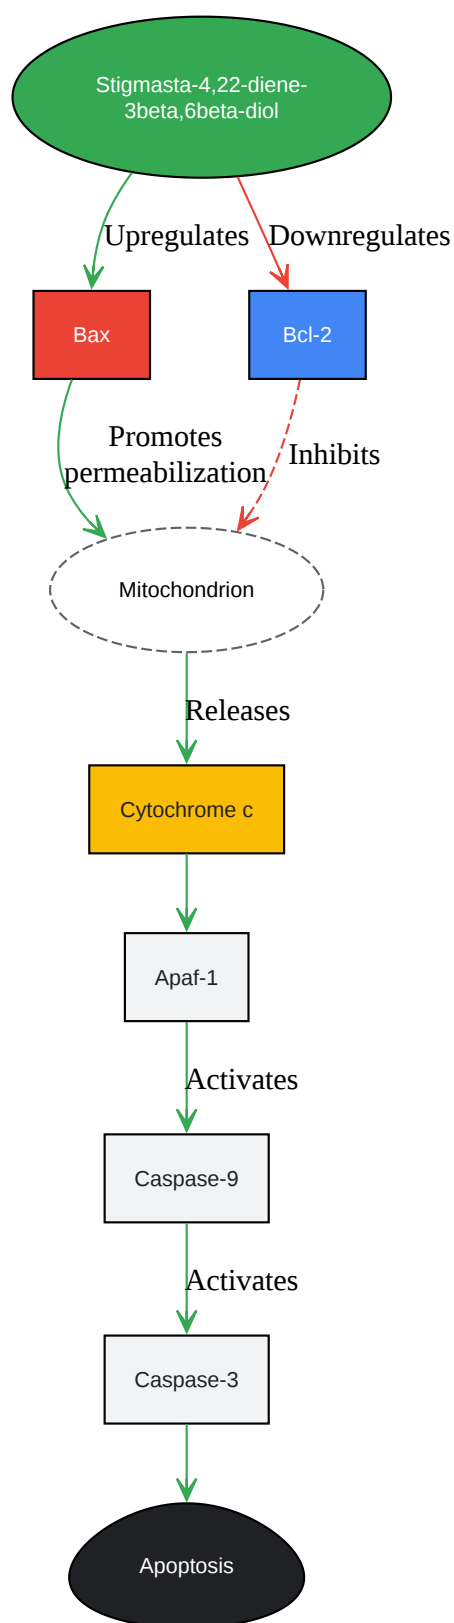 Stigmasta-4,22-diene-
3beta,6beta-diol
Upregulates
Downregulates
Bax
Bcl-2
Promotes
permeabilization
Inhibits
Mitochondrion
Releases
Cytochrome c
Apaf-1
Activates
Caspase-9
Activates
Caspase-3
Apoptosis